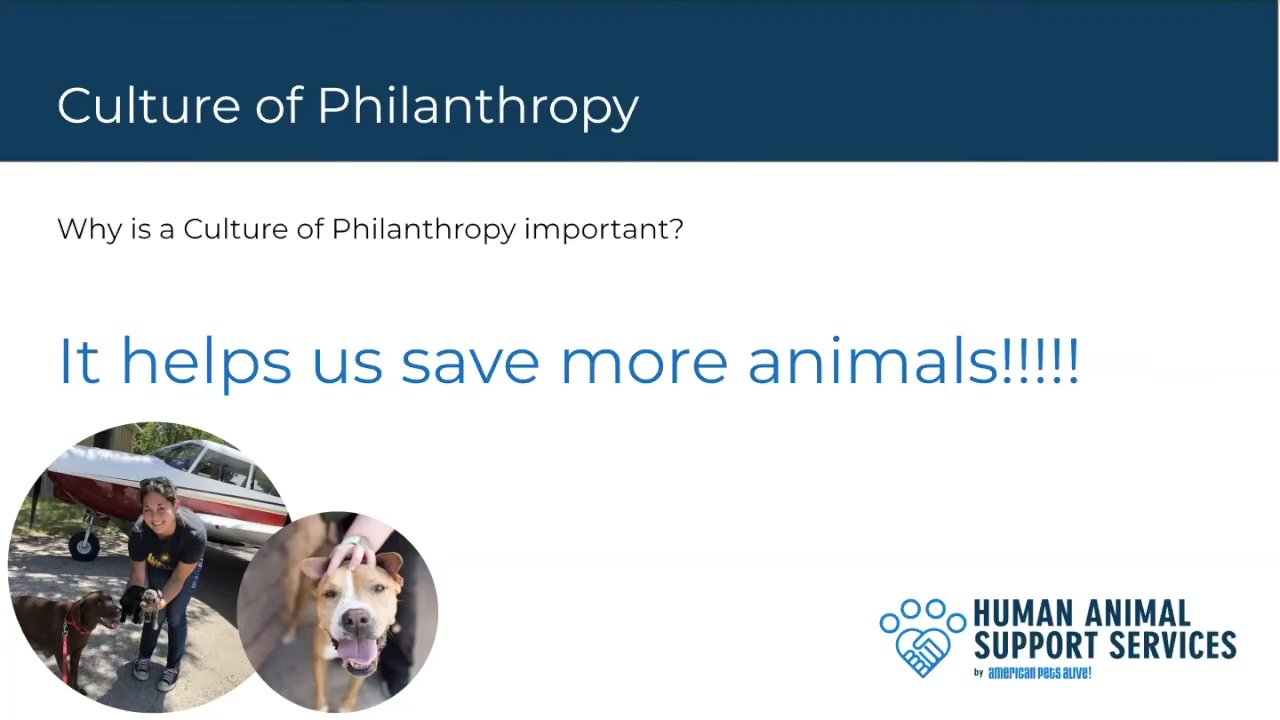 Culture of Philanthropy
Why is a Culture of Philanthropy important?
It helps us save more animals!!!!!
HUMAN ANIMAL
SUPPORT SERVICES
by american pets alive!